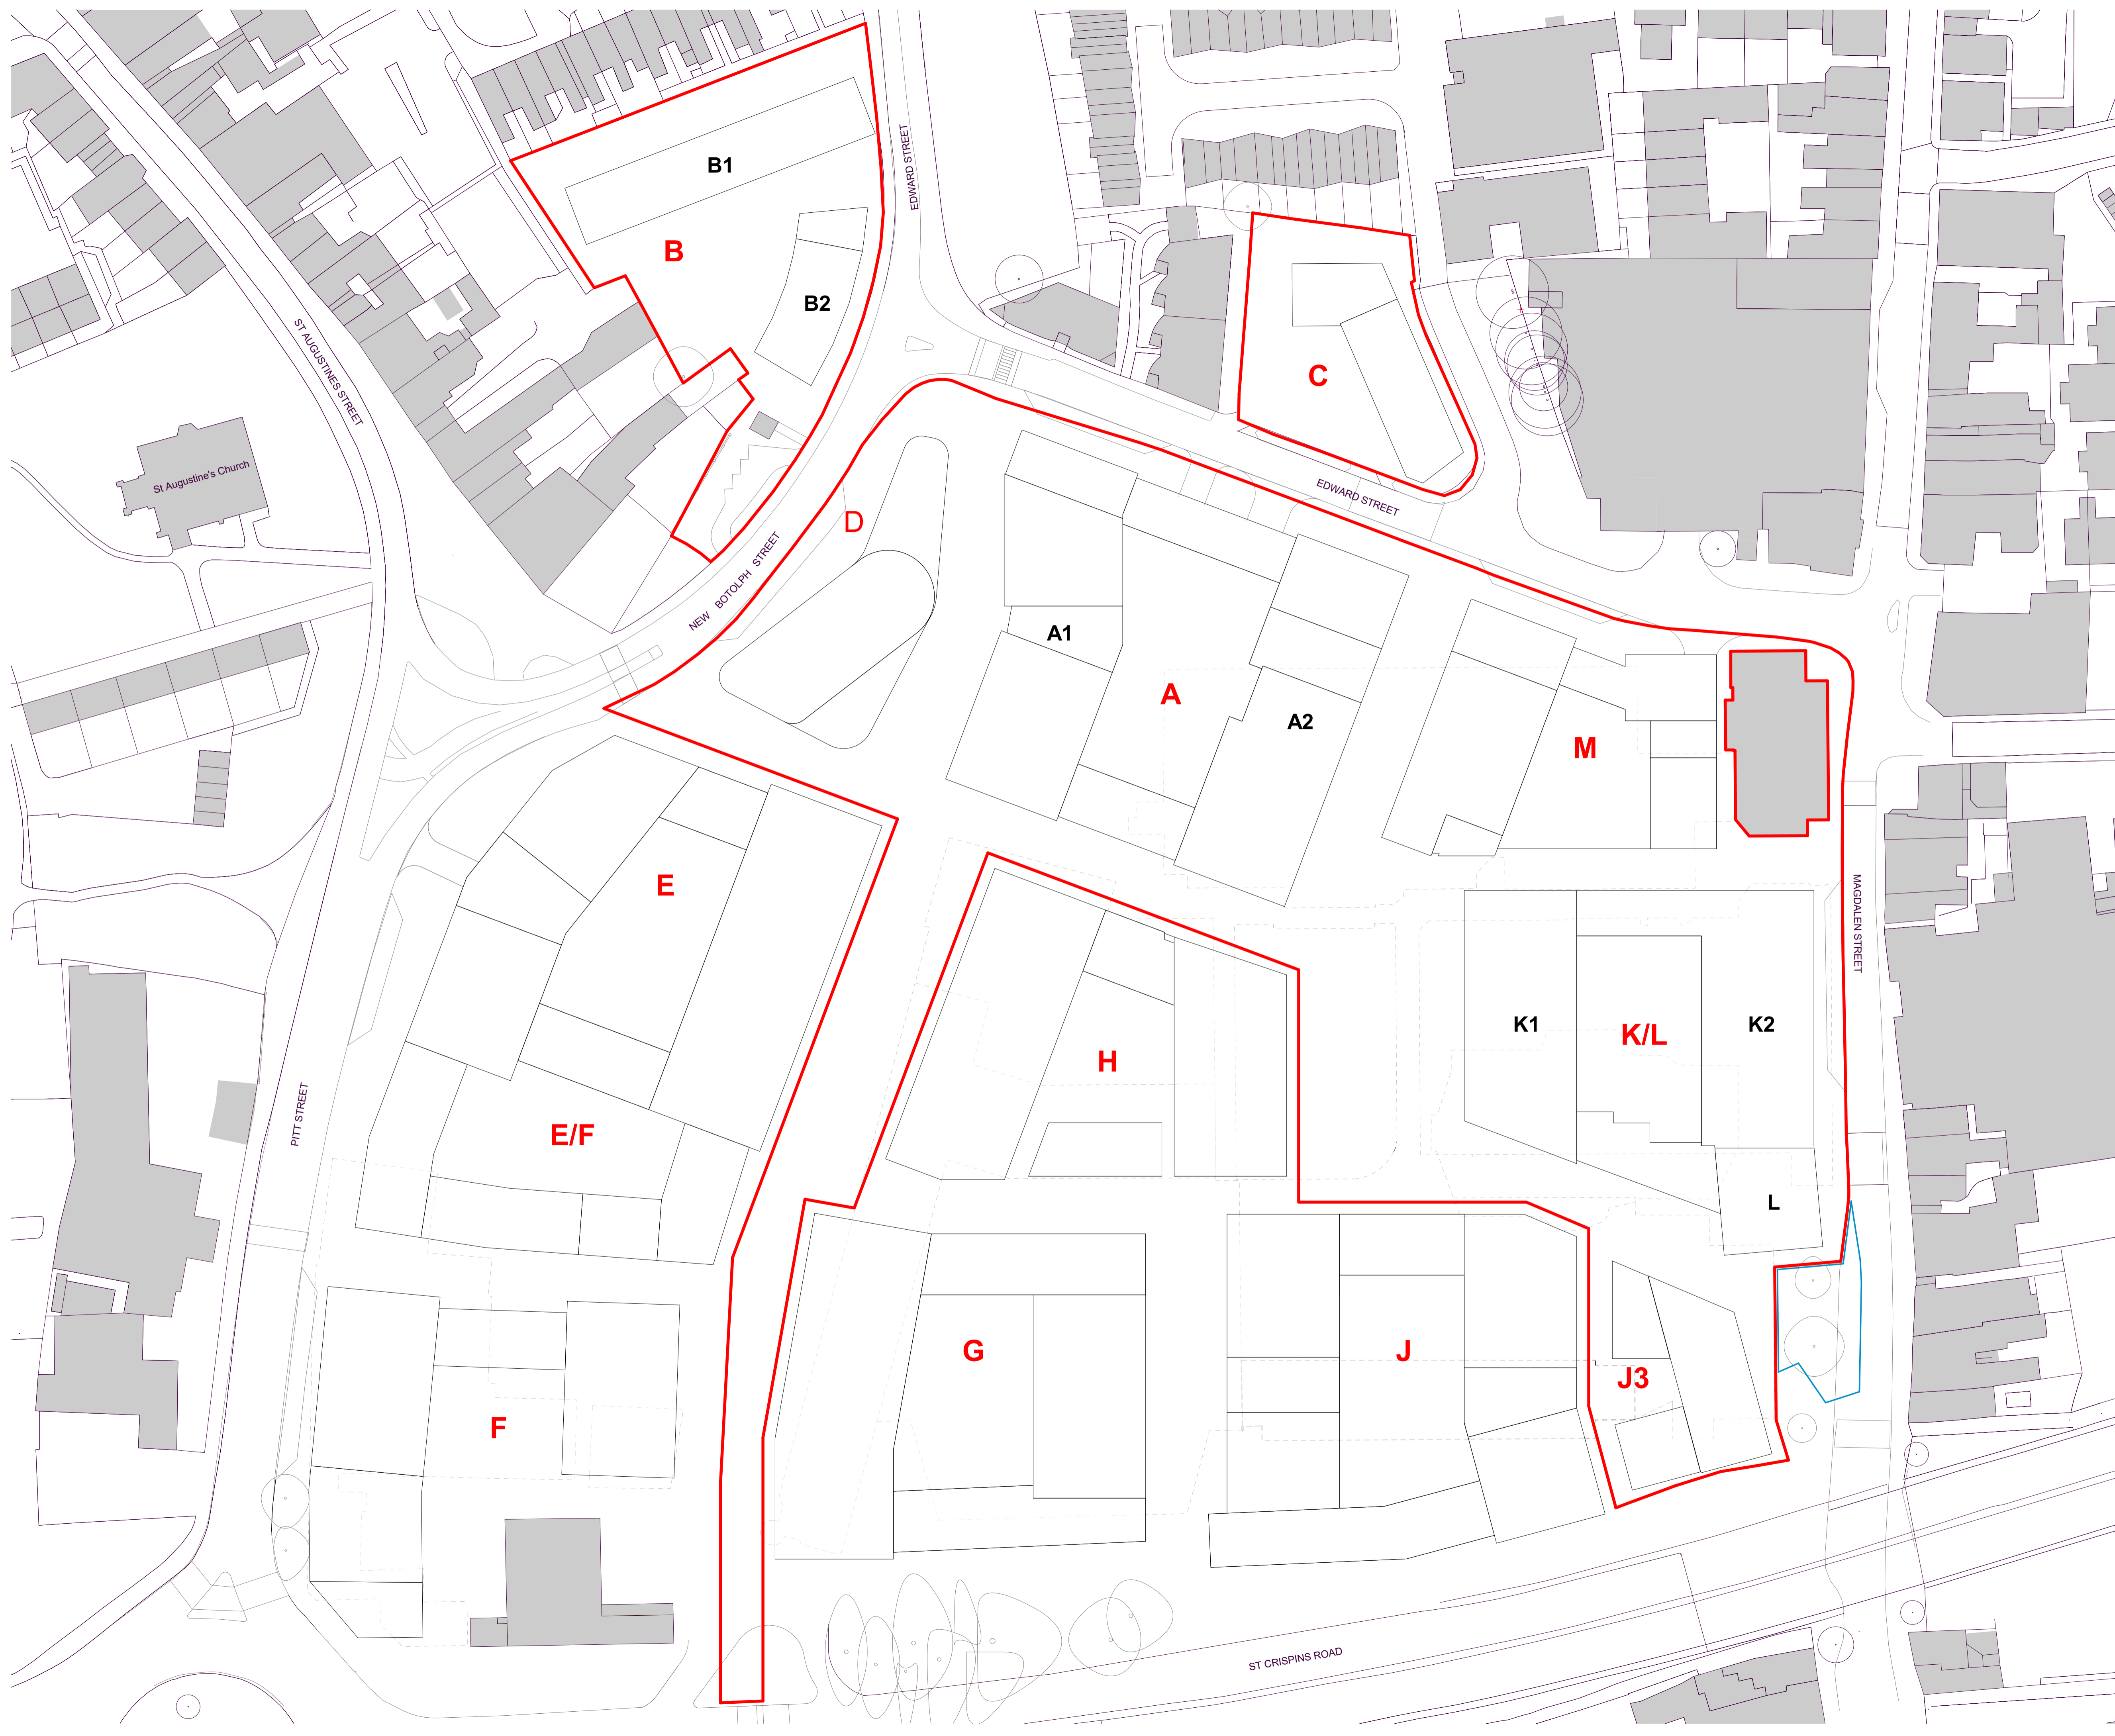 B1
EDWARD STREET
B
B2
ST AUGUSTINES STREET
C
St Augustine's Church
EDWARD STREET
D
NEW BOTOLPH STREET
A1
A
A2
M
E
MAGDALEN STREET
K1
K/L
K2
H
PITT STREET
E/F
L
G
J
J3
F
ST CRISPINS ROAD